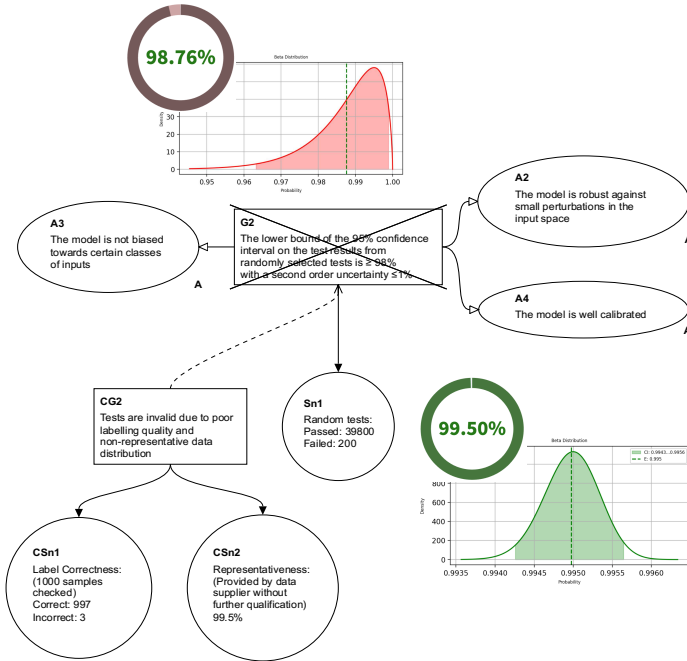 98.76%
Beta Distribution
Density
30
20
10
0
0.95
0.96
0.97
0.98
0.99
1.00
Probability
A2
The model is robust against
small perturbations in the
input space
A
A3
The model is not biased
towards certain classes
of inputs
A
G2
The lower bound of the 95% confidence
interval on the test results from
randomly selected tests is ≥ 98%
with a second order uncertainty ≤1%
A4
The model is well calibrated
A
CG2
Tests are invalid due to poor
labelling quality and
non-representative data
distribution
Sn1
Random tests:
Passed: 39800
Failed: 200
99.50%
Beta Distribution
CI: 0.9943...0.9956
E: 0.995
Density
800
600
400
200
0
0.9935
0.9940
0.9945
0.9950
0.9955
0.9960
Probability
CSn1
Label Correctness:
(1000 samples
checked)
Correct: 997
Incorrect: 3
CSn2
Representativeness:
(Provided by data
supplier without
further qualification)
99.5%